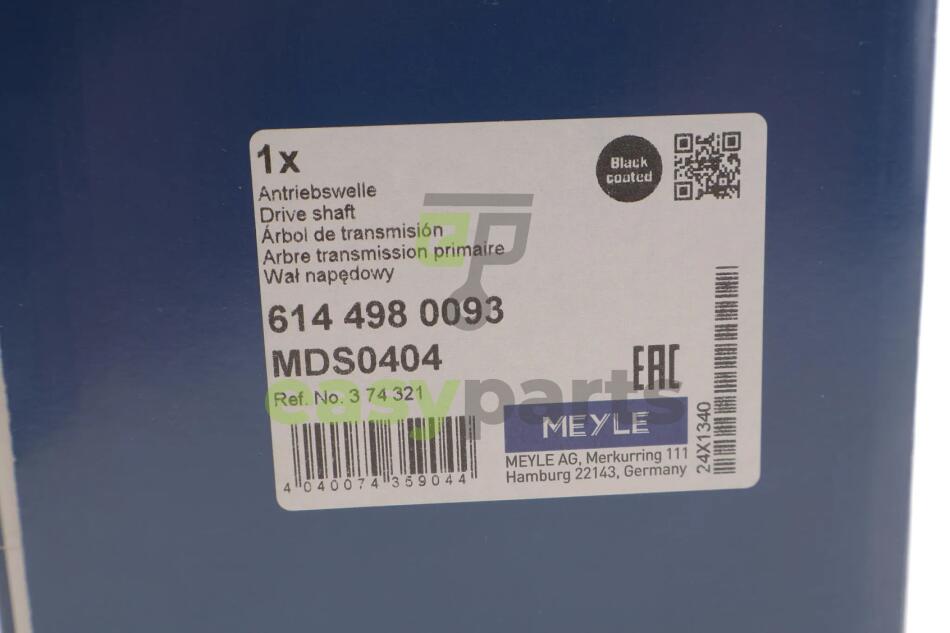 1x
Antriebswelle
Drive shaft
Árbol de transmisión
Arbre transmission primaire
Wał napędowy
614 498 0093
MDS0404
Ref. No. 3 74 321
4 040074 359044
Black
coated
EAC
MEYLE
MEYLE AG, Merkurring 111
Hamburg 22143, Germany
24X1340
ep
easyparts